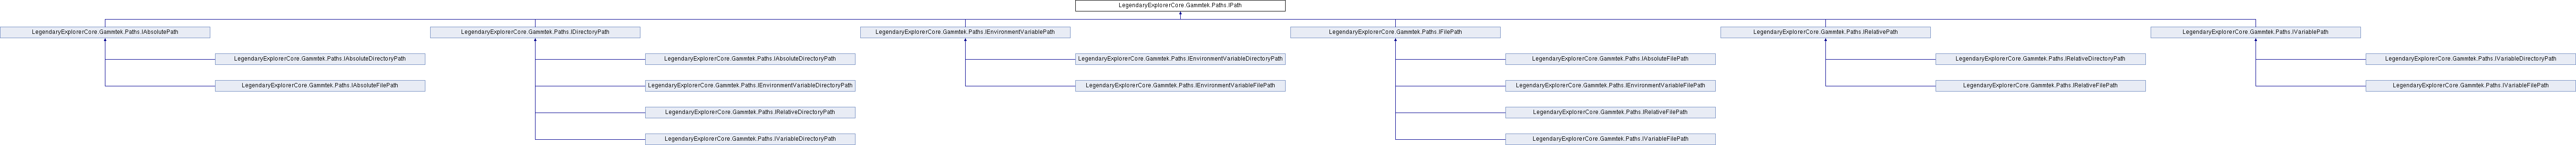 LegendaryExplorerCore.Gammtek.Paths.IPath
LegendaryExplorerCore.Gammtek.Paths.IAbsolutePath
LegendaryExplorerCore.Gammtek.Paths.IDirectoryPath
LegendaryExplorerCore.Gammtek.Paths.IEnvironmentVariablePath
LegendaryExplorerCore.Gammtek.Paths.IFilePath
LegendaryExplorerCore.Gammtek.Paths.IRelativePath
LegendaryExplorerCore.Gammtek.Paths.IVariablePath
LegendaryExplorerCore.Gammtek.Paths.IAbsoluteDirectoryPath
LegendaryExplorerCore.Gammtek.Paths.IAbsoluteDirectoryPath
LegendaryExplorerCore.Gammtek.Paths.IEnvironmentVariableDirectoryPath
LegendaryExplorerCore.Gammtek.Paths.IAbsoluteFilePath
LegendaryExplorerCore.Gammtek.Paths.IRelativeDirectoryPath
LegendaryExplorerCore.Gammtek.Paths.IVariableDirectoryPath
LegendaryExplorerCore.Gammtek.Paths.IAbsoluteFilePath
LegendaryExplorerCore.Gammtek.Paths.IEnvironmentVariableDirectoryPath
LegendaryExplorerCore.Gammtek.Paths.IEnvironmentVariableFilePath
LegendaryExplorerCore.Gammtek.Paths.IEnvironmentVariableFilePath
LegendaryExplorerCore.Gammtek.Paths.IRelativeFilePath
LegendaryExplorerCore.Gammtek.Paths.IVariableFilePath
LegendaryExplorerCore.Gammtek.Paths.IRelativeDirectoryPath
LegendaryExplorerCore.Gammtek.Paths.IRelativeFilePath
LegendaryExplorerCore.Gammtek.Paths.IVariableDirectoryPath
LegendaryExplorerCore.Gammtek.Paths.IVariableFilePath